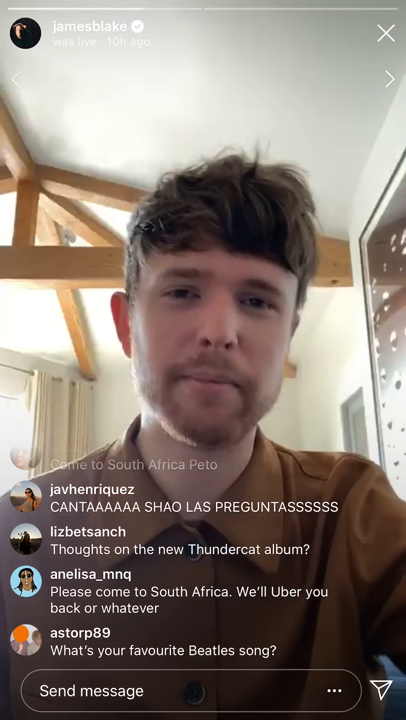 jamesblake
was live · 10h ago
Come to South Africa Peto
javhenriquez
CANTAAAAAA SHAO LAS PREGUNTASSSSSS
lizbetsanch
Thoughts on the new Thundercat album?
anelisa_mnq
Please come to South Africa. We'll Uber you
back or whatever
astorp89
What's your favourite Beatles song?
Send message